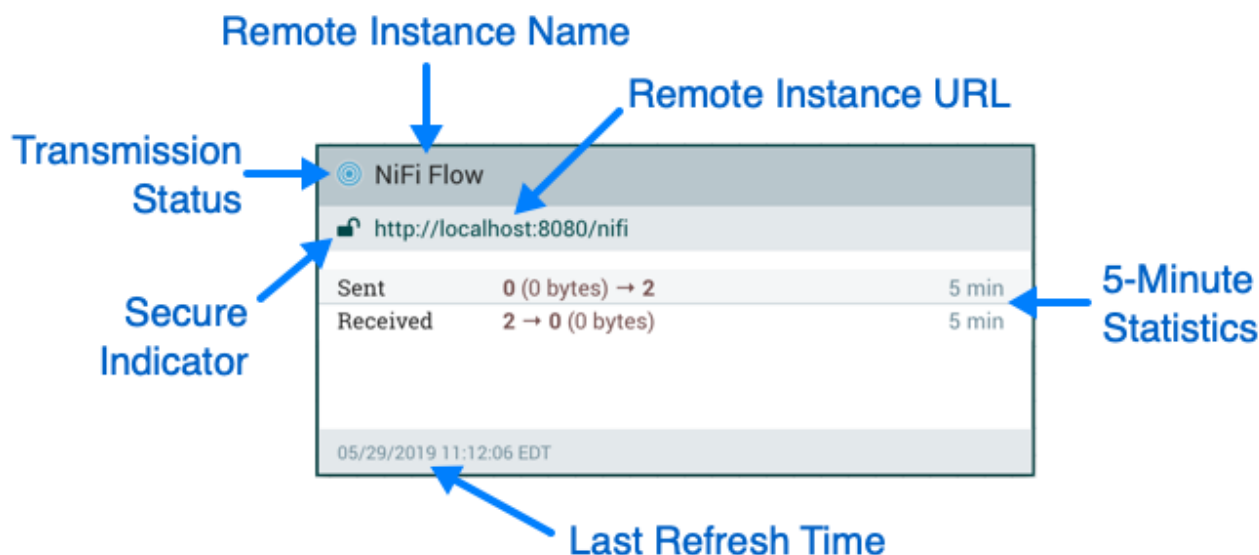 Remote Instance Name
Remote Instance URL
Transmission
Status
NiFi Flow
http://localhost:8080/nifi
Secure
Indicator
Sent 0 (0 bytes) → 2 5 min
Received 2 → 0 (0 bytes) 5 min
5-Minute
Statistics
05/29/2019 11:12:06 EDT
Last Refresh Time